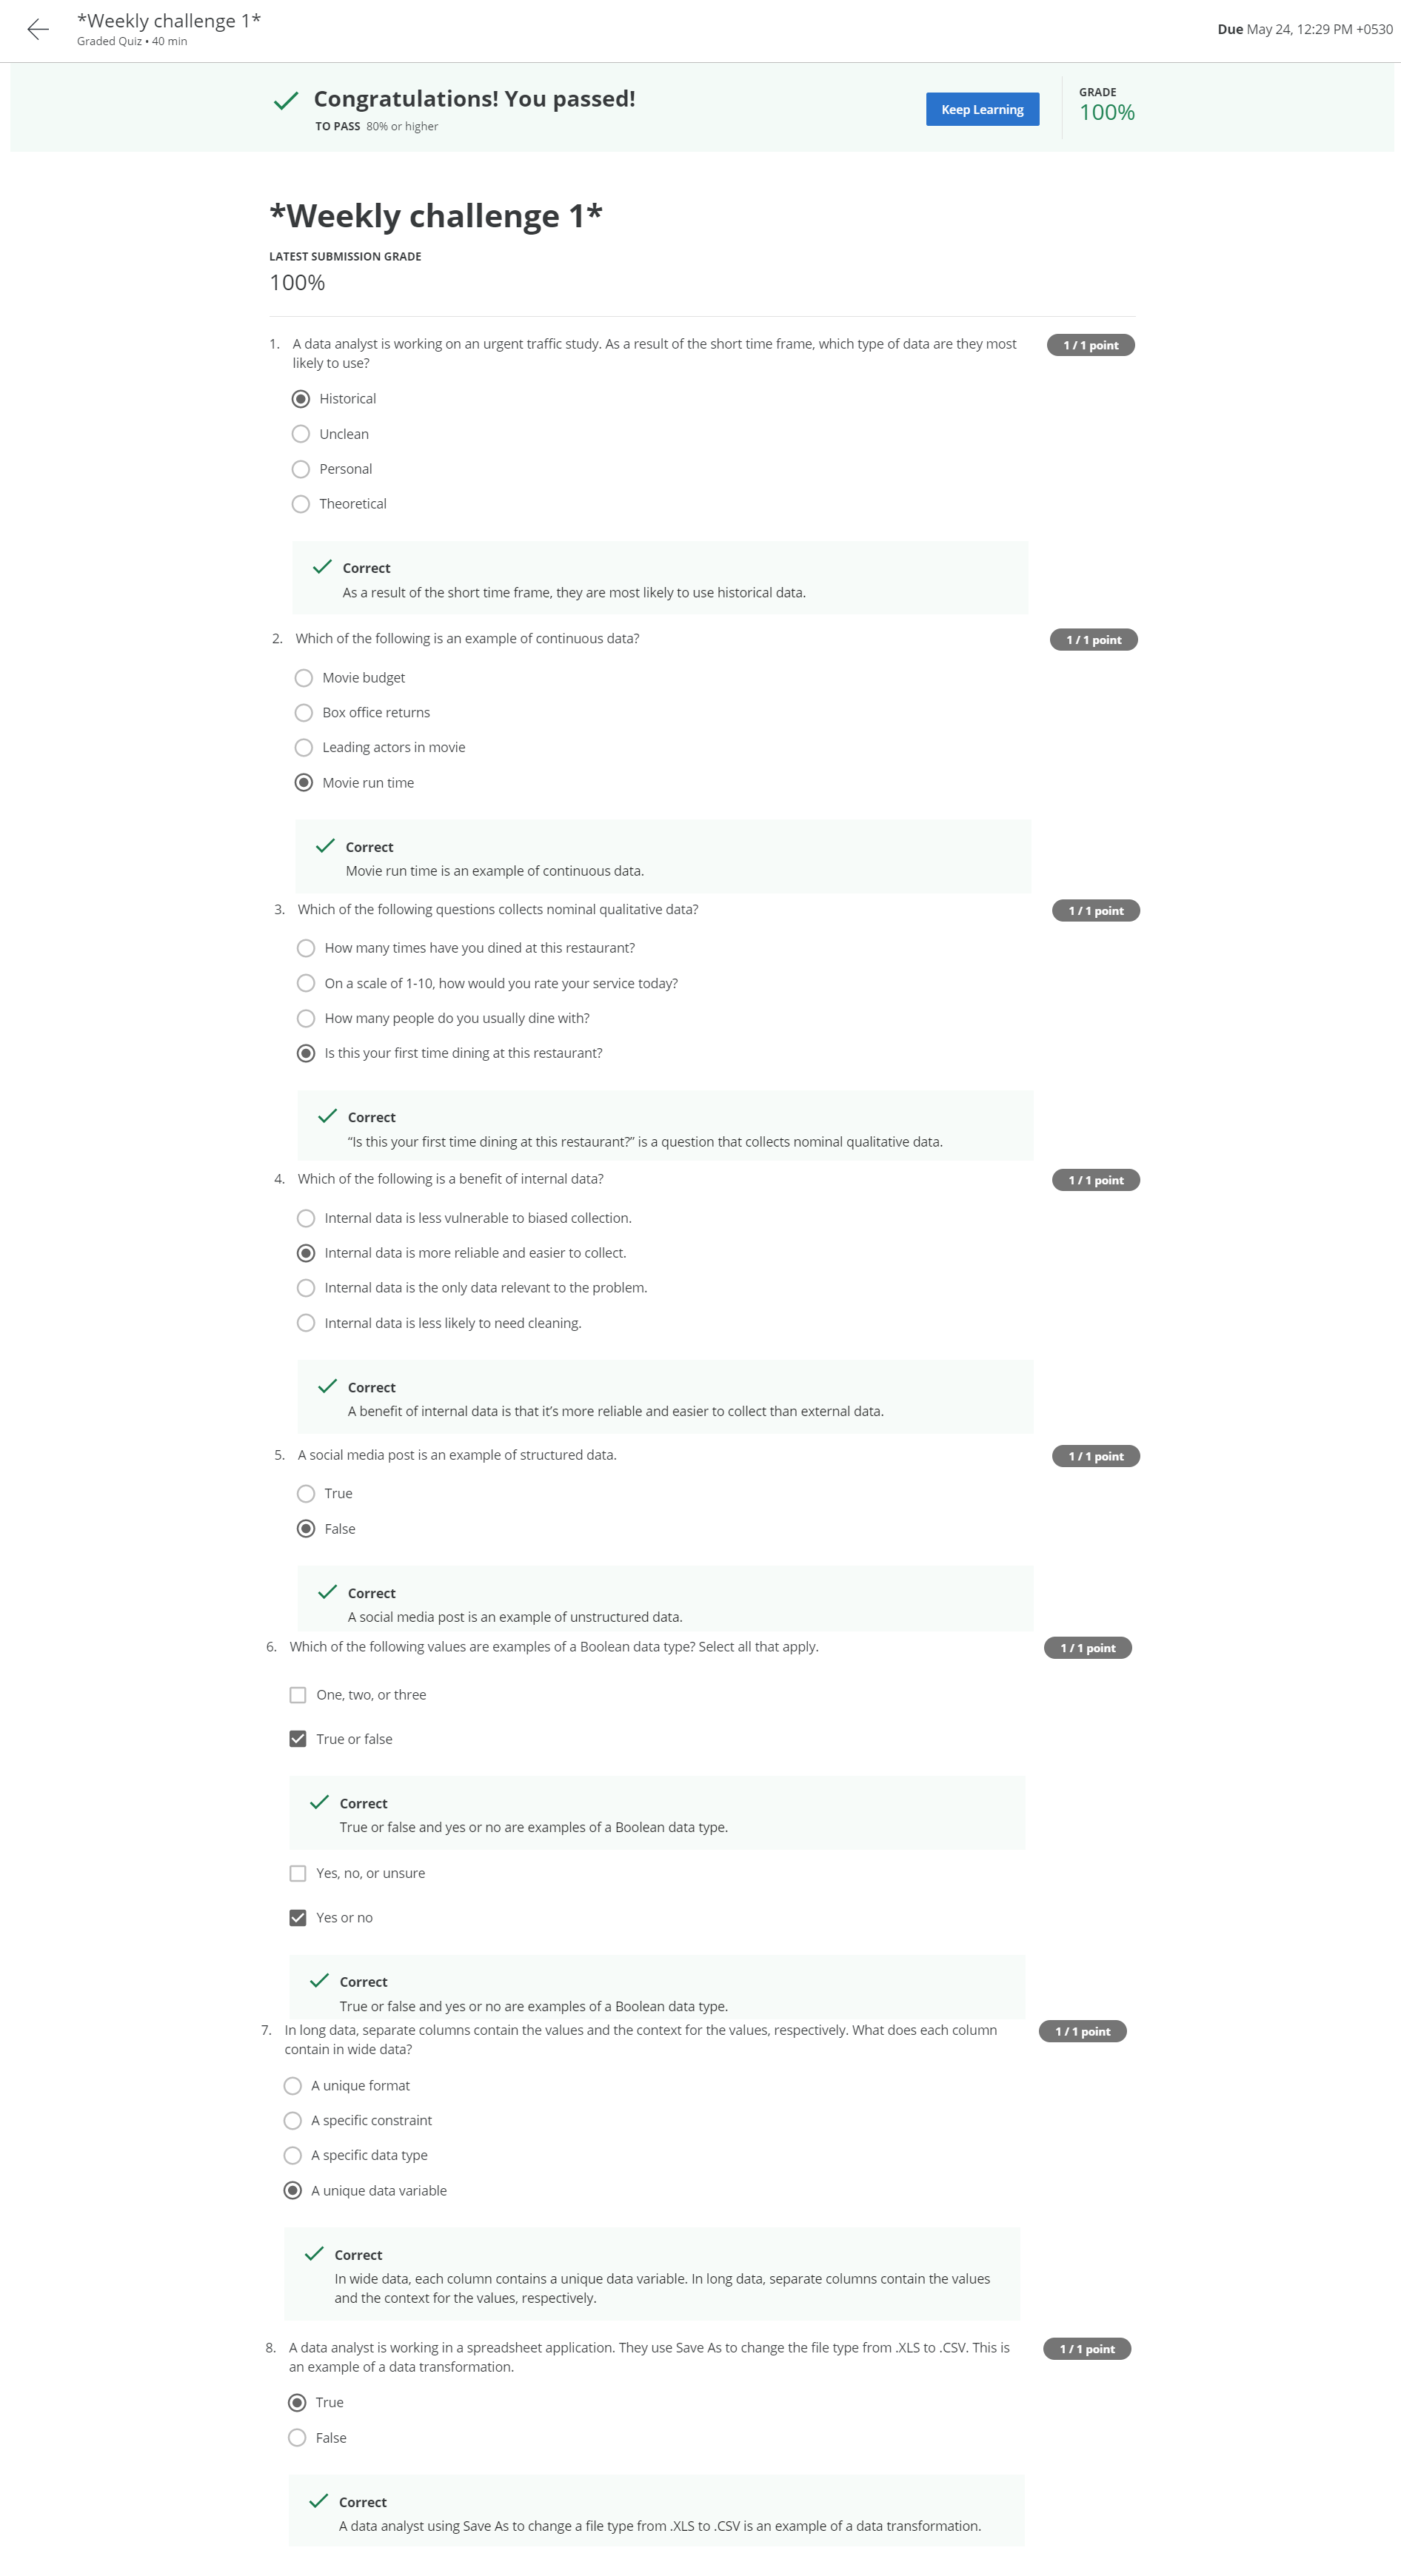 *Weekly challenge 1*
Graded Quiz • 40 min
Due May 24, 12:29 PM +0530
Congratulations! You passed!
TO PASS 80% or higher
Keep Learning
GRADE
100%
*Weekly challenge 1*
LATEST SUBMISSION GRADE
100%
1. A data analyst is working on an urgent traffic study. As a result of the short time frame, which type of data are they most
likely to use?
1 / 1 point
Historical
Unclean
Personal
Theoretical
Correct
As a result of the short time frame, they are most likely to use historical data.
2. Which of the following is an example of continuous data?
1 / 1 point
Movie budget
Box office returns
Leading actors in movie
Movie run time
Correct
Movie run time is an example of continuous data.
3. Which of the following questions collects nominal qualitative data?
1 / 1 point
How many times have you dined at this restaurant?
On a scale of 1-10, how would you rate your service today?
How many people do you usually dine with?
Is this your first time dining at this restaurant?
Correct
“Is this your first time dining at this restaurant?” is a question that collects nominal qualitative data.
4. Which of the following is a benefit of internal data?
1 / 1 point
Internal data is less vulnerable to biased collection.
Internal data is more reliable and easier to collect.
Internal data is the only data relevant to the problem.
Internal data is less likely to need cleaning.
Correct
A benefit of internal data is that it’s more reliable and easier to collect than external data.
5. A social media post is an example of structured data.
1 / 1 point
True
False
Correct
A social media post is an example of unstructured data.
6. Which of the following values are examples of a Boolean data type? Select all that apply.
1 / 1 point
One, two, or three
True or false
Correct
True or false and yes or no are examples of a Boolean data type.
Yes, no, or unsure
Yes or no
Correct
True or false and yes or no are examples of a Boolean data type.
7. In long data, separate columns contain the values and the context for the values, respectively. What does each column
contain in wide data?
1 / 1 point
A unique format
A specific constraint
A specific data type
A unique data variable
Correct
In wide data, each column contains a unique data variable. In long data, separate columns contain the values
and the context for the values, respectively.
8. A data analyst is working in a spreadsheet application. They use Save As to change the file type from .XLS to .CSV. This is
an example of a data transformation.
1 / 1 point
True
False
Correct
A data analyst using Save As to change a file type from .XLS to .CSV is an example of a data transformation.